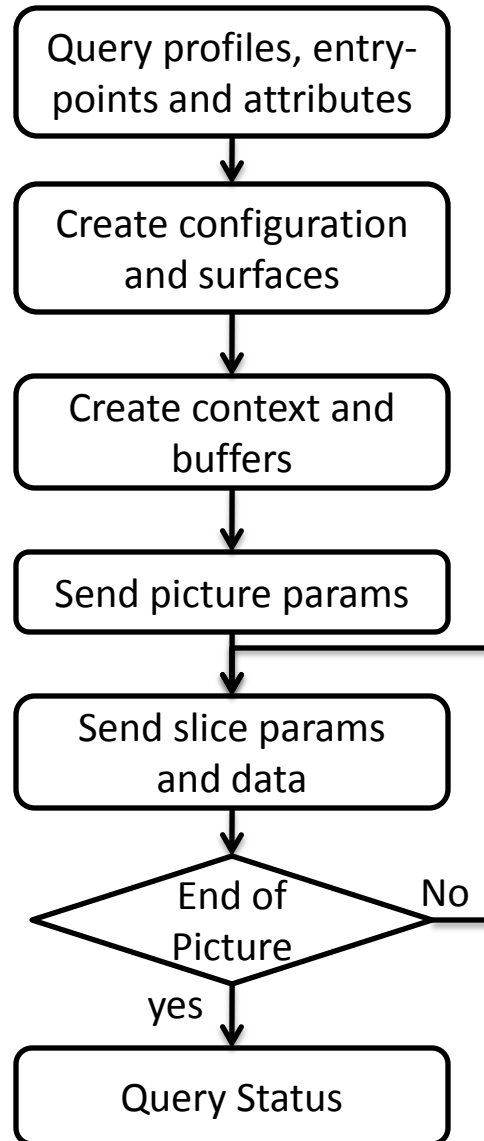 Query profiles, entry-
points and attributes
Create configuration
and surfaces
Create context and
buffers
Send picture params
Send slice params
and data
End of
Picture
No
yes
Query Status